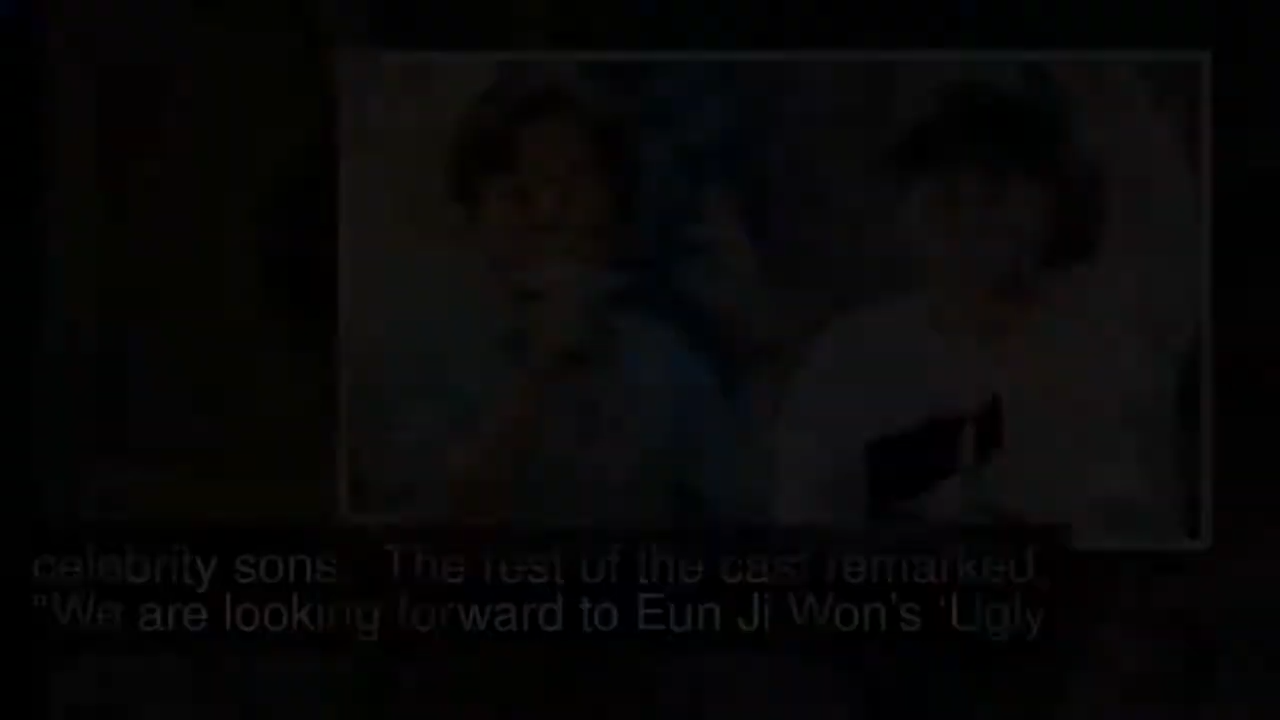 celebrity sons. The rest of the cast remarked,
"We are looking forward to Eun Ji Won's 'Ugly